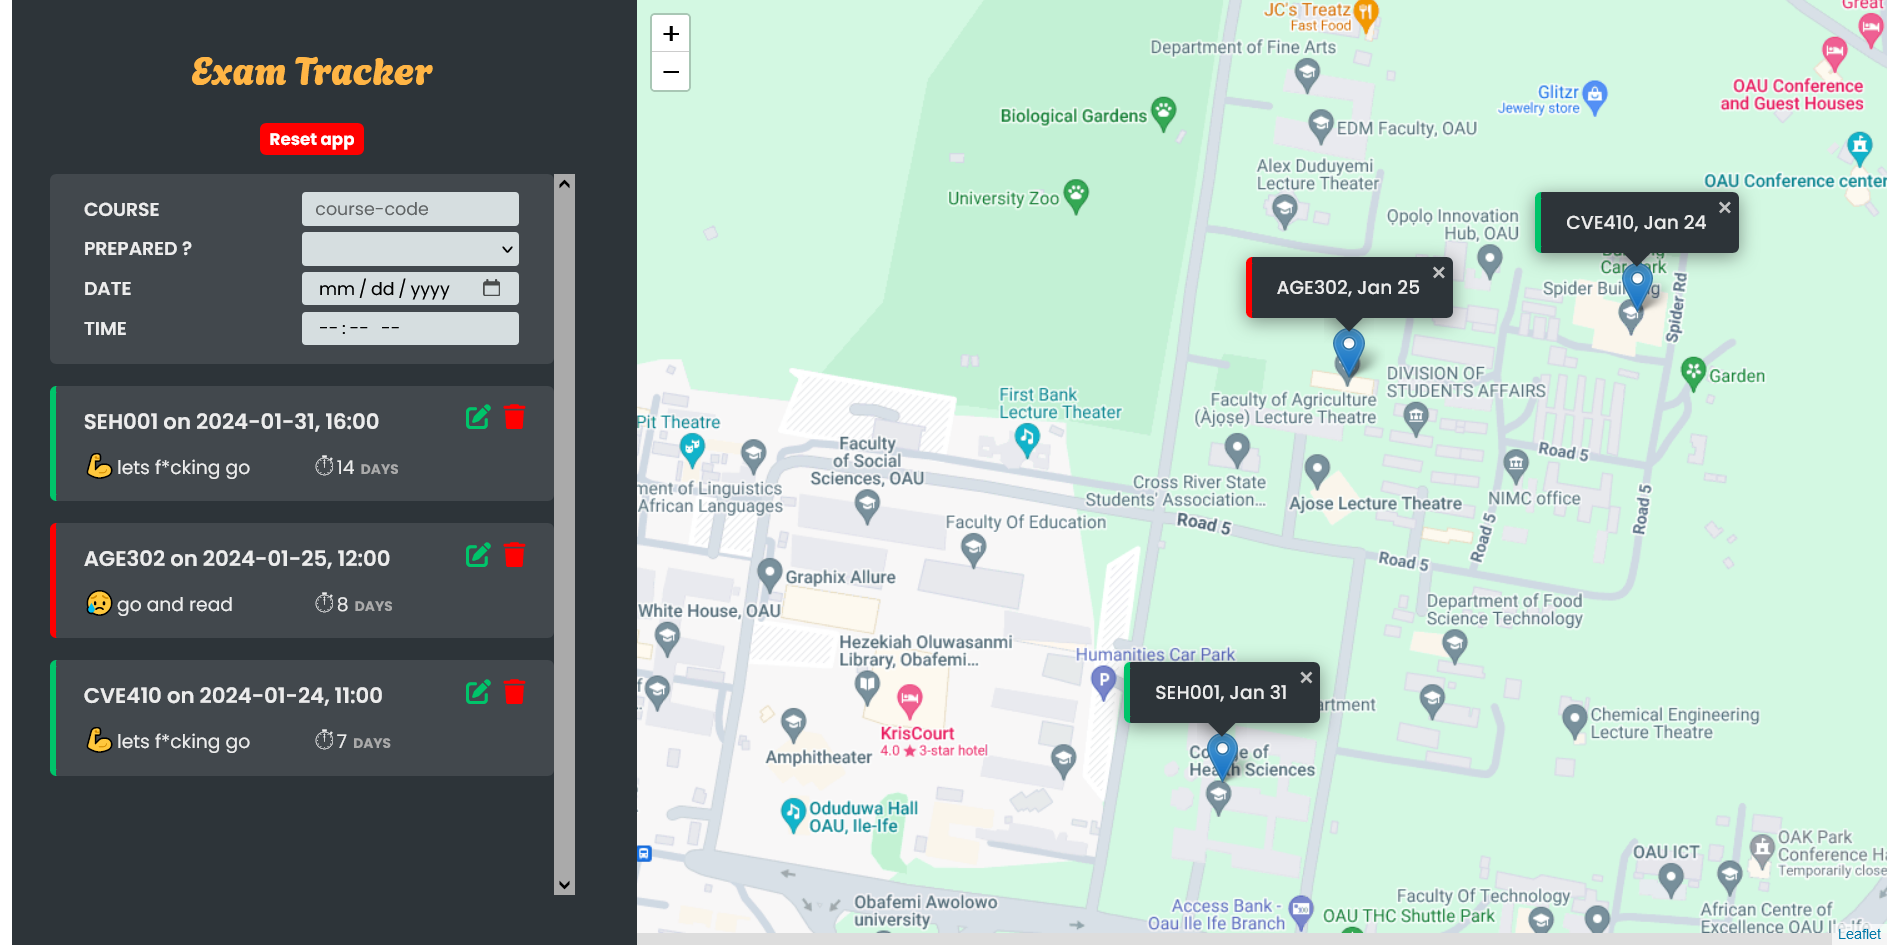 Exam Tracker
Reset app
COURSE
course-code
PREPARED ?
DATE
mm/dd/yyyy
TIME
--:-- --
SEH001 on 2024-01-31, 16:00
lets f*cking go
14 DAYS
AGE302 on 2024-01-25, 12:00
go and read
8 DAYS
CVE410 on 2024-01-24, 11:00
lets f*cking go
7 DAYS
+
−
JC's Treatz
Fast Food
Great
Department of Fine Arts
OAU Conference
and Guest Houses
Glitzr
Jewelry store
Biological Gardens
EDM Faculty, OAU
Alex Duduyemi
Lecture Theater
OAU Conference center
University Zoo
Ọpọlọ Innovation
Hub, OAU
CVE410, Jan 24
×
Spider Rd
AGE302, Jan 25
×
DIVISION OF
STUDENTS AFFAIRS
Garden
First Bank
Lecture Theater
Faculty of Agriculture
(Àjọṣe) Lecture Theatre
Pit Theatre
Faculty
of Social
Sciences, OAU
Road 5
Cross River State
Students' Association...
Ajose Lecture Theatre
NIMC office
ment of Linguistics
African Languages
Faculty Of Education
Road 5
Road 5
Road 5
Road 5
Graphix Allure
White House, OAU
Department of Food
Science Technology
Hezekiah Oluwasanmi
Library, Obafemi...
Humanities Car Park
P
SEH001, Jan 31
×
artment
Chemical Engineering
Lecture Theatre
KrisCourt
4.0 ★ 3-star hotel
Amphitheater
Health Sciences
Oduduwa Hall
OAU, Ile-Ife
OAK Park
Conference Ha
Temporarily close
OAU ICT
Obafemi Awolowo
university
Access Bank -
Oau Ile Ife Branch
Faculty Of Technology
OAU THC Shuttle Park
African Centre of
Excellence OAU Ile-Ife
Leaflet